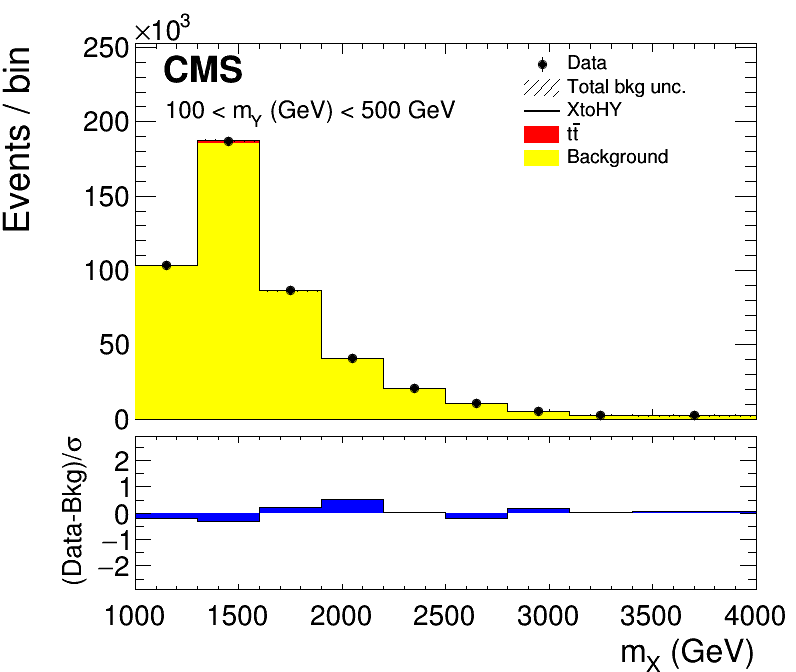 ×10³
Events / bin
250
200
150
100
50
0
CMS
100 < m_Y (GeV) < 500 GeV
Data
Total bkg unc.
XtoHY
tt̄
Background
(Data-Bkg)/σ
2
1
0
−1
−2
1000 1500 2000 2500 3000 3500 4000
m_X (GeV)